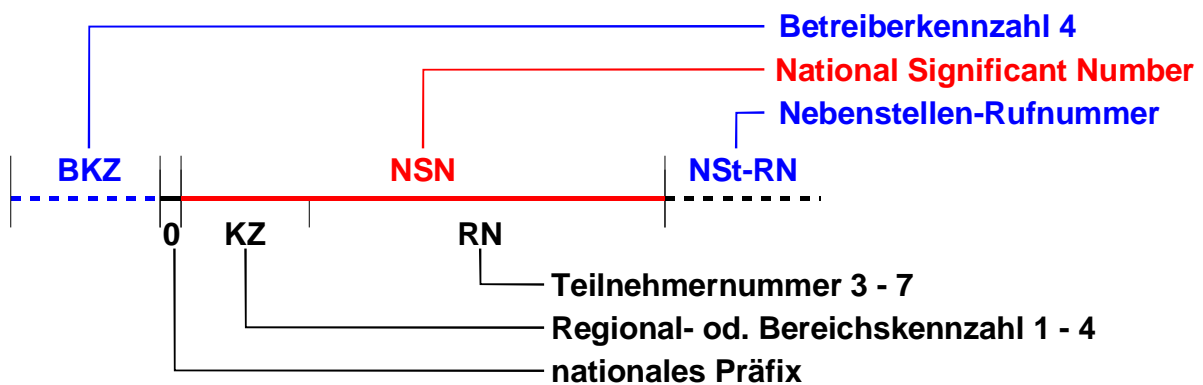 Betreiberkennzahl 4
National Significant Number
Nebenstellen-Rufnummer
BKZ NSN NSt-RN
0 KZ RN
Teilnehmernummer 3 - 7
Regional- od. Bereichskennzahl 1 - 4
nationales Präfix